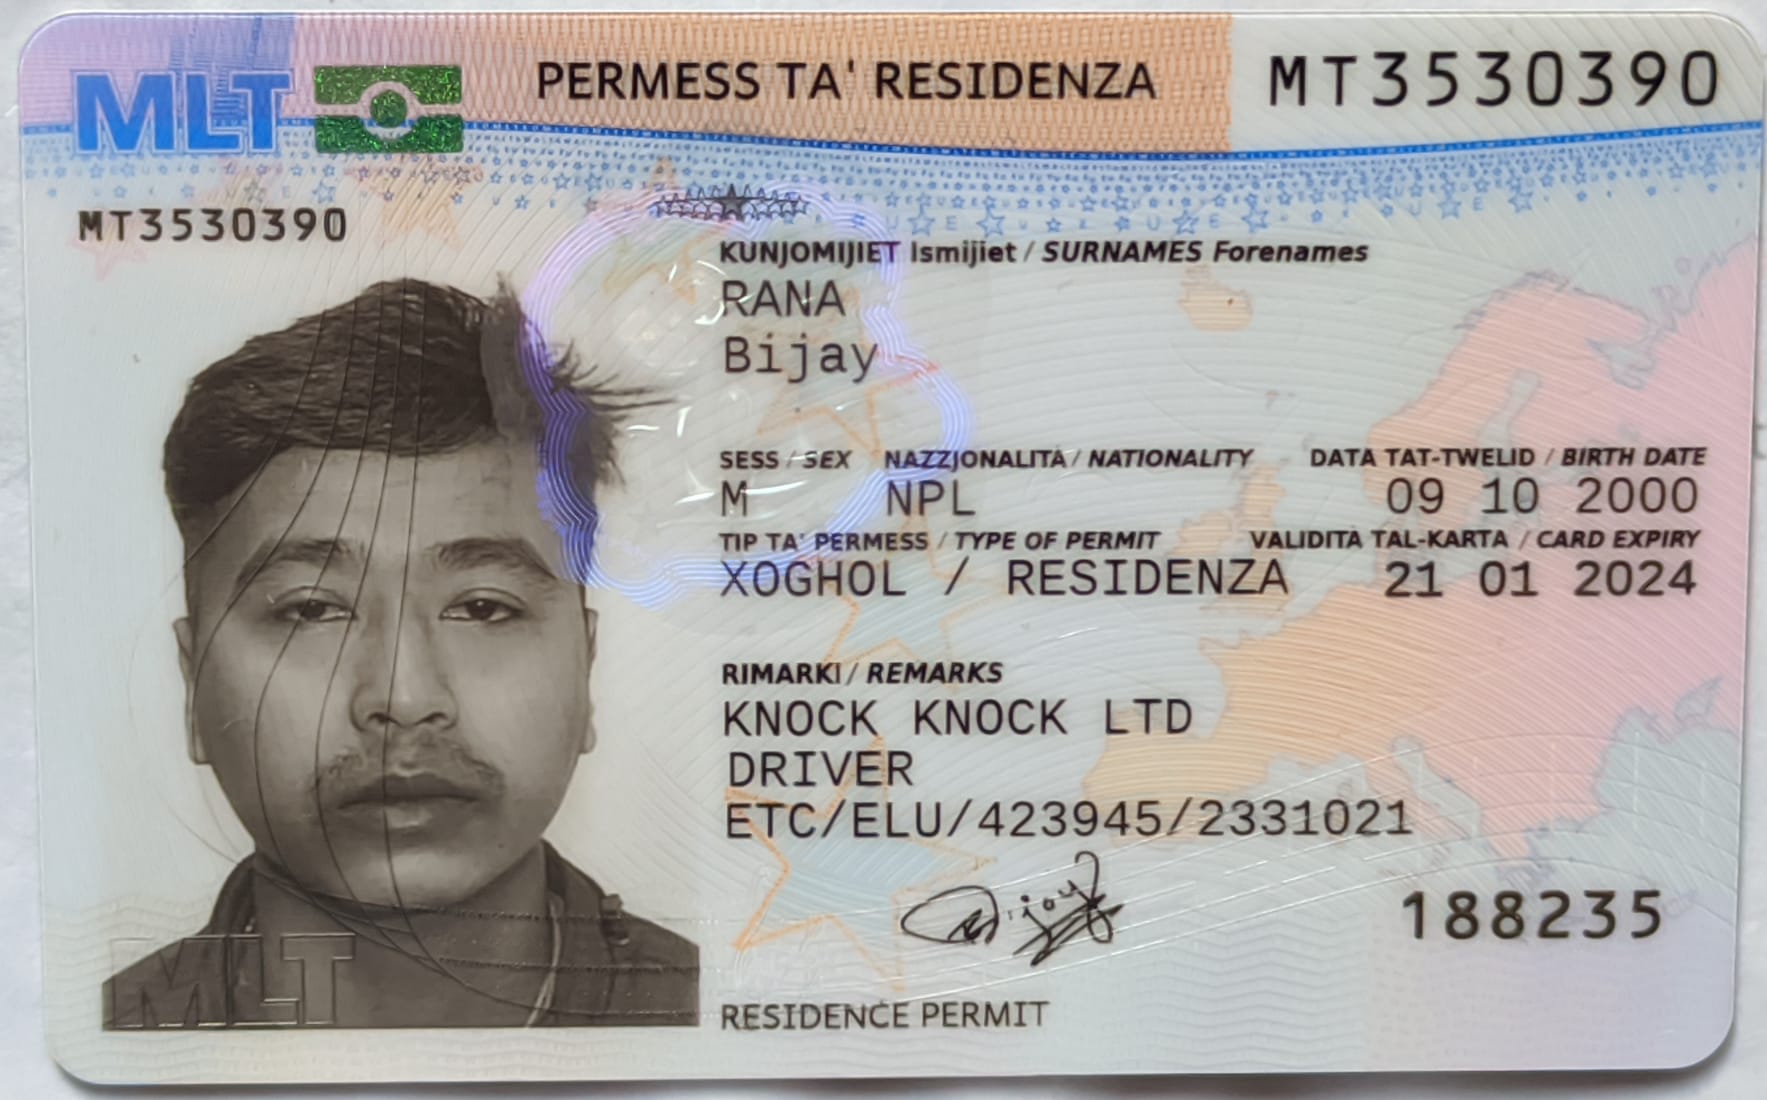 MLT PERMESS TA' RESIDENZA MT3530390
MT3530390
KUNJOMIJIET Ismijiet / SURNAMES Forenames
RANA
Bijay
SESS / SEX NAZZJONALITÀ / NATIONALITY DATA TAT-TWELID / BIRTH DATE
M NPL 09 10 2000
TIP TA' PERMESS / TYPE OF PERMIT VALIDITÀ TAL-KARTA / CARD EXPIRY
XOGHOL / RESIDENZA 21 01 2024
RIMARKI / REMARKS
KNOCK KNOCK LTD
DRIVER
ETC/ELU/423945/2331021
Bijay
188235
MLT
RESIDENCE PERMIT